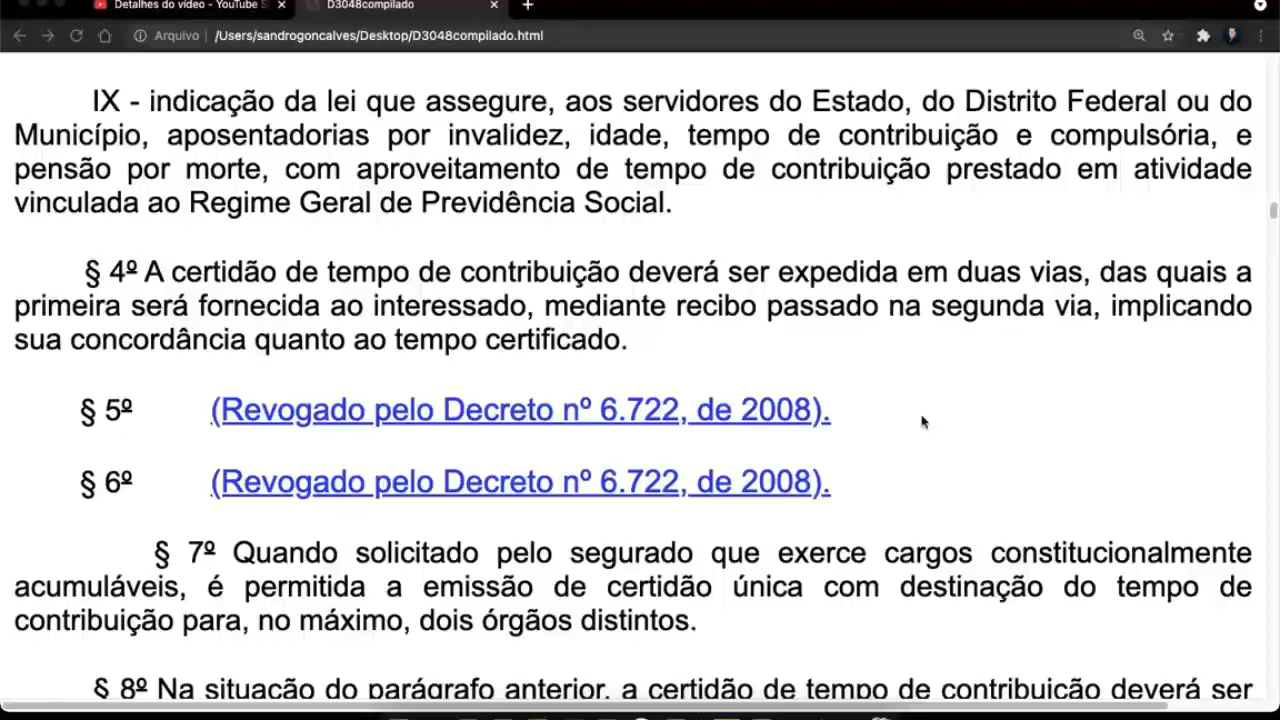 Detalhes do vídeo - YouTube S
D3048compilado
Arquivo
/Users/sandrogoncalves/Desktop/D3048compilado.html
IX - indicação da lei que assegure, aos servidores do Estado, do Distrito Federal ou do
Município, aposentadorias por invalidez, idade, tempo de contribuição e compulsória, e
pensão por morte, com aproveitamento de tempo de contribuição prestado em atividade
vinculada ao Regime Geral de Previdência Social.
§ 4º A certidão de tempo de contribuição deverá ser expedida em duas vias, das quais a
primeira será fornecida ao interessado, mediante recibo passado na segunda via, implicando
sua concordância quanto ao tempo certificado.
§ 5º (Revogado pelo Decreto nº 6.722, de 2008).
§ 6º (Revogado pelo Decreto nº 6.722, de 2008).
§ 7º Quando solicitado pelo segurado que exerce cargos constitucionalmente
acumuláveis, é permitida a emissão de certidão única com destinação do tempo de
contribuição para, no máximo, dois órgãos distintos.
§ 8º Na situação do parágrafo anterior, a certidão de tempo de contribuição deverá ser